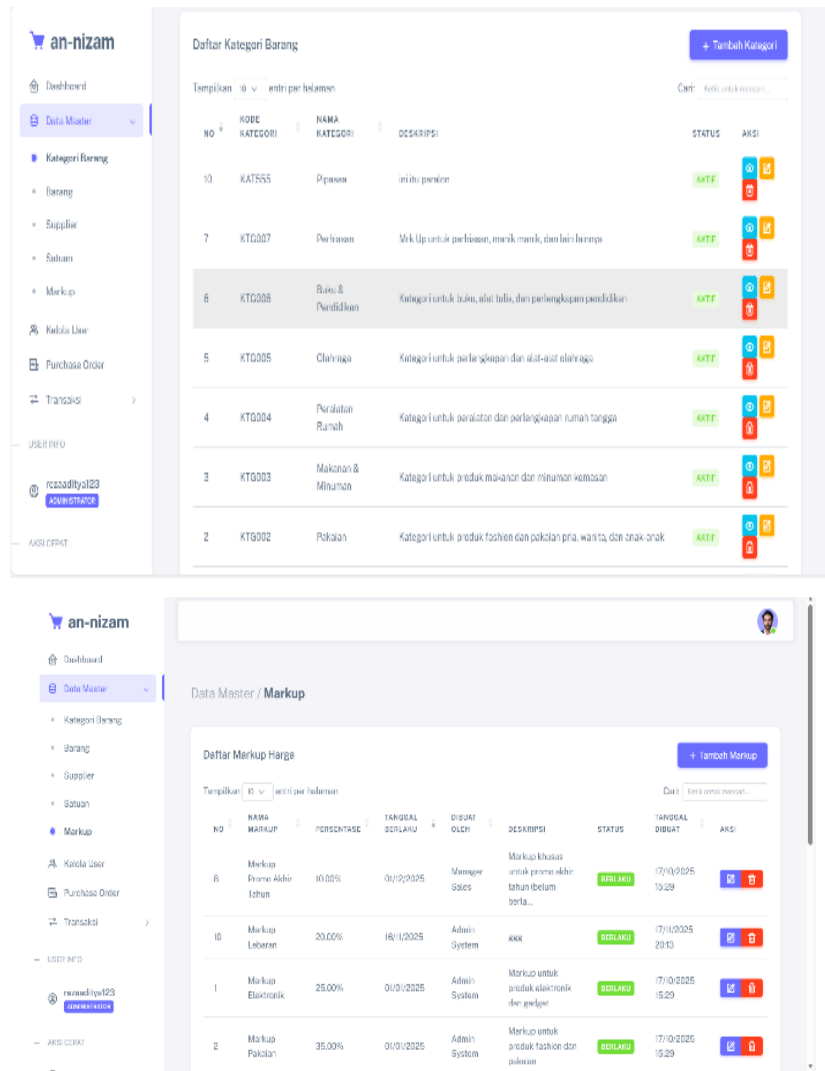 an-nizam
Daftar Kategori Barang
+ Tambah Kategori
Dashboard
Tampilkan 10 entri per halaman
Cari: Ketik untuk mencari...
Data Master
NO KODE KATEGORI NAMA KATEGORI DESKRIPSI STATUS AKSI
Kategori Barang
10 KAT555 ini itu paralon AKTIF
Barang
Supplier
7 KTG007 Perhiasan Mrk Up untuk perhiasan, manik manik, dan lain lainnya AKTIF
Satuan
Markup
6 KTG006 Buku & Pendidikan Kategori untuk buku, alat tulis, dan perlengkapan pendidikan AKTIF
Kelola User
Purchase Order
5 KTG005 Olahraga Kategori untuk perlengkapan dan alat-alat olahraga AKTIF
Transaksi
4 KTG004 Peralatan Rumah Kategori untuk peralatan dan perlengkapan rumah tangga AKTIF
USER INFO
3 KTG003 Makanan & Minuman Kategori untuk produk makanan dan minuman kemasan AKTIF
rezaaditya123
ADMINISTRATOR
2 KTG002 Pakaian Kategori untuk produk fashion dan pakaian pria, wanita, dan anak-anak AKTIF
AKSI CEPAT
an-nizam
Dashboard
Data Master
Data Master / Markup
Kategori Barang
Barang
Daftar Markup Harga
+ Tambah Markup
Supplier
Tampilkan 10 entri per halaman
Cari: Ketik untuk mencari...
Satuan
NO NAMA MARKUP PERSENTASE TANGGAL BERLAKU DIBUAT OLEH DESKRIPSI STATUS TANGGAL DIBUAT AKSI
Markup
Kelola User
8 Markup Promo Akhir Tahun 10.00% 01/12/2025 Manager Sales Markup khusus untuk promo akhir tahun (belum berla... BERLAKU 17/10/2025 15:29
Purchase Order
Transaksi
10 Markup Lebaran 20.00% 16/11/2025 Admin System BERLAKU 17/11/2025 20:13
USER INFO
1 Markup Elektronik 25.00% 01/01/2025 Admin System Markup untuk produk elektronik dan gadget BERLAKU 17/10/2025 15:29
rezaaditya123
ADMINISTRATOR
2 Markup Pakaian 35.00% 01/01/2025 Admin System Markup untuk produk fashion dan pakaian BERLAKU 17/10/2025 15:29
AKSI CEPAT